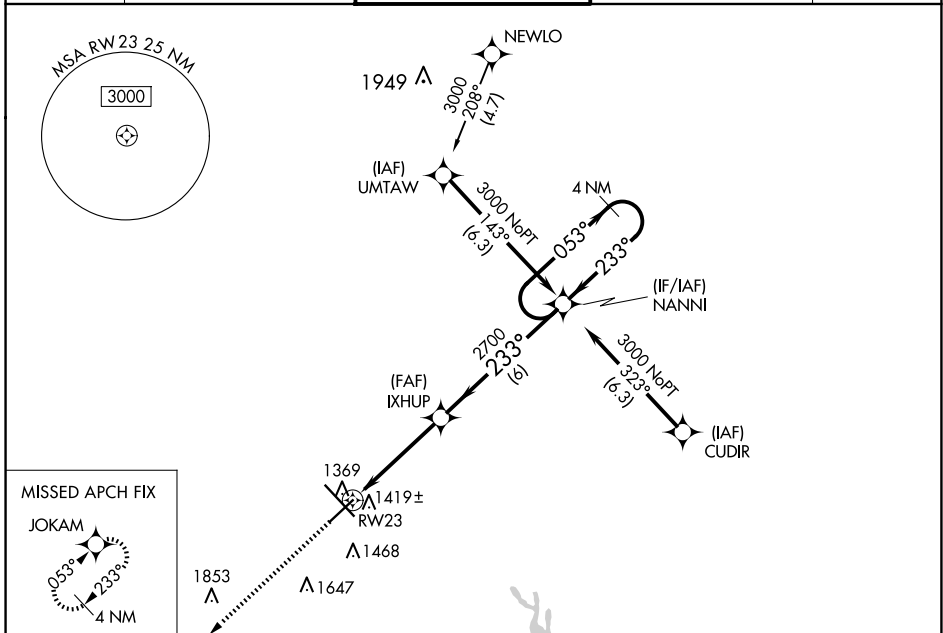 MSA RW 23 25 NM
3000
NEWLO
1949
3000
208°
(4.7)
(IAF)
UMTAW
3000 NoPT
143°
(6.3)
4 NM
053°
233°
(IF/IAF)
NANNI
2700
233°
(6)
3000 NoPT
323°
(6.3)
(FAF)
IXHUP
(IAF)
CUDIR
1369
1419±
RW23
1468
1647
1853
MISSED APCH FIX
JOKAM
053°
233°
4 NM